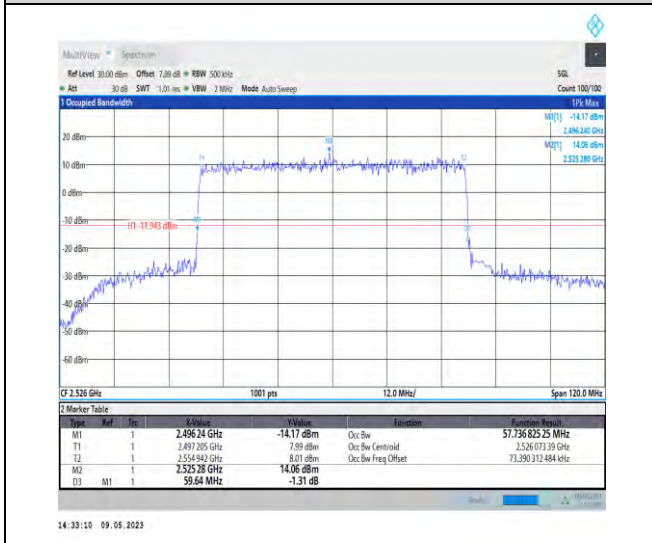 MultiView Spectrum
Ref Level 30.00 dBm Offset 7.89 dB RBW 500 kHz SGL
Att 30 dB SWT 1.01 ms VBW 2 MHz Mode Auto Sweep Count 100/100
1 Occupied Bandwidth 1Pk Max
M1[1] -14.17 dBm
2.496 240 GHz
M2[1] 14.06 dBm
2.525 280 GHz
20 dBm
10 dBm
0 dBm
-10 dBm
H1 -11.943 dBm
-20 dBm
-30 dBm
-40 dBm
-50 dBm
-60 dBm
T1
T2
CF 2.526 GHz 1001 pts 12.0 MHz/ Span 120.0 MHz
2 Marker Table
Type Ref Trc X-Value Y-Value Function Function Result
M1 1 2.496 24 GHz -14.17 dBm Occ Bw 57.736 825 25 MHz
T1 1 2.497 205 GHz 7.99 dBm Occ Bw Centroid 2.526 073 39 GHz
T2 1 2.554 942 GHz 8.01 dBm Occ Bw Freq Offset 73.390 312 484 kHz
M2 1 2.525 28 GHz 14.06 dBm
D3 M1 1 59.64 MHz -1.31 dB
14:33:10 09.05.2023